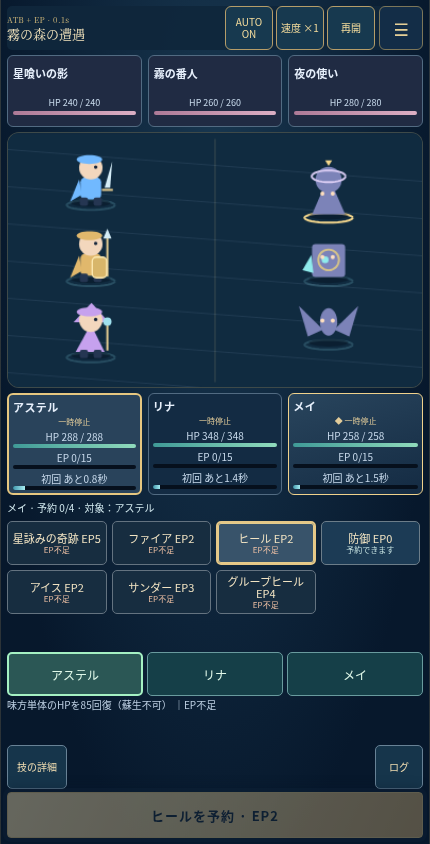 ATB + EP · 0.1s
霧の森の遭遇
AUTO
ON
速度 ×1
再開
☰
星喰いの影
霧の番人
夜の使い
HP 240 / 240
HP 260 / 260
HP 280 / 280
アステル
リナ
メイ
一時停止
一時停止
◆ 一時停止
HP 288 / 288
HP 348 / 348
HP 258 / 258
EP 0/15
EP 0/15
EP 0/15
初回 あと0.8秒
初回 あと1.4秒
初回 あと1.5秒
メイ · 予約 0/4 · 対象：アステル
星詠みの奇跡 EP5
EP不足
ファイア EP2
EP不足
ヒール EP2
EP不足
防御 EP0
予約できます
アイス EP2
EP不足
サンダー EP3
EP不足
グループヒール
EP4
EP不足
アステル
リナ
メイ
味方単体のHPを85回復（蘇生不可）｜EP不足
技の詳細
ログ
ヒールを予約 · EP2